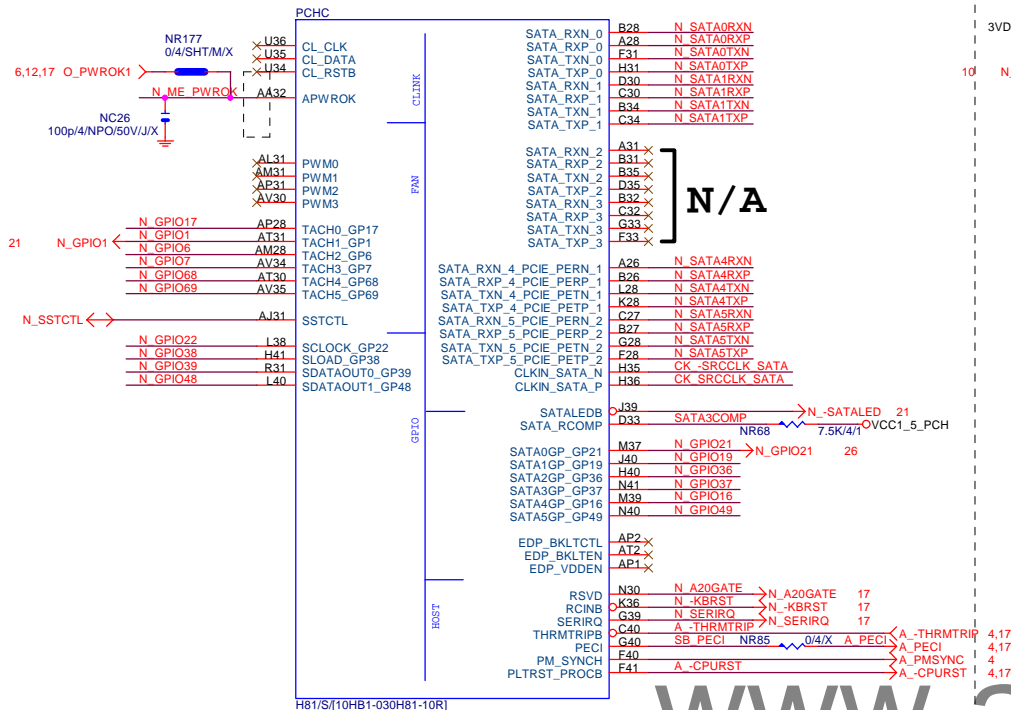 PCHC
NR177
0/4/SHT/M/X
6,12,17 O_PWROK1
N_ME_PWROK
NC26
100p/4/NPO/50V/J/X
U36 CL_CLK
U35 CL_DATA
U34 CL_RSTB
AA32 APWROK
CLINK
AL31 PWM0
AM31 PWM1
AP31 PWM2
AV30 PWM3
FAN
N_GPIO17 AP28 TACH0_GP17
21 N_GPIO1 N_GPIO1 AT31 TACH1_GP1
N_GPIO6 AM28 TACH2_GP6
N_GPIO7 AV34 TACH3_GP7
N_GPIO68 AT30 TACH4_GP68
N_GPIO69 AV35 TACH5_GP69
N_SSTCTL AJ31 SSTCTL
N_GPIO22 L38 SCLOCK_GP22
N_GPIO38 H41 SLOAD_GP38
N_GPIO39 R31 SDATAOUT0_GP39
N_GPIO48 L40 SDATAOUT1_GP48
GPIO
HOST
SATA_RXN_0 B28 N_SATA0RXN
SATA_RXP_0 A28 N_SATA0RXP
SATA_TXN_0 F31 N_SATA0TXN
SATA_TXP_0 H31 N_SATA0TXP
SATA_RXN_1 D30 N_SATA1RXN
SATA_RXP_1 C30 N_SATA1RXP
SATA_TXN_1 B34 N_SATA1TXN
SATA_TXP_1 C34 N_SATA1TXP
SATA_RXN_2 A31
SATA_RXP_2 B31
SATA_TXN_2 B35
SATA_TXP_2 D35
SATA_RXN_3 B32
SATA_RXP_3 C32
SATA_TXN_3 G33
SATA_TXP_3 F33
N/A
SATA_RXN_4_PCIE_PERN_1 A26 N_SATA4RXN
SATA_RXP_4_PCIE_PERP_1 B26 N_SATA4RXP
SATA_TXN_4_PCIE_PETN_1 L28 N_SATA4TXN
SATA_TXP_4_PCIE_PETP_1 K28 N_SATA4TXP
SATA_RXN_5_PCIE_PERN_2 C27 N_SATA5RXN
SATA_RXP_5_PCIE_PERP_2 B27 N_SATA5RXP
SATA_TXN_5_PCIE_PETN_2 G28 N_SATA5TXN
SATA_TXP_5_PCIE_PETP_2 F28 N_SATA5TXP
CLKIN_SATA_N H35 CK_-SRCCLK_SATA
CLKIN_SATA_P H36 CK_SRCCLK_SATA
SATALEDB J39 N_-SATALED 21
SATA_RCOMP D33 SATA3COMP NR68 7.5K/4/1 VCC1_5_PCH
SATA0GP_GP21 M37 N_GPIO21 N_GPIO21 26
SATA1GP_GP19 J40 N_GPIO19
SATA2GP_GP36 H40 N_GPIO36
SATA3GP_GP37 N41 N_GPIO37
SATA4GP_GP16 M39 N_GPIO16
SATA5GP_GP49 N40 N_GPIO49
EDP_BKLTCTL AP2
EDP_BKLTEN AT2
EDP_VDDEN AP1
RSVD N30 N_A20GATE N_A20GATE 17
RCINB K36 N_-KBRST N_-KBRST 17
SERIRQ G39 N_SERIRQ N_SERIRQ 17
THRMTRIPB C40 A_-THRMTRIP A_-THRMTRIP 4,17
PECI G40 SB_PECI NR85 0/4/X A_PECI A_PECI 4,17
PM_SYNCH F40 A_PMSYNC 4
PLTRST_PROCB F41 A_-CPURST A_-CPURST 4,17
H81/S/[10HB1-030H81-10R]
3VD
10 N_
www.